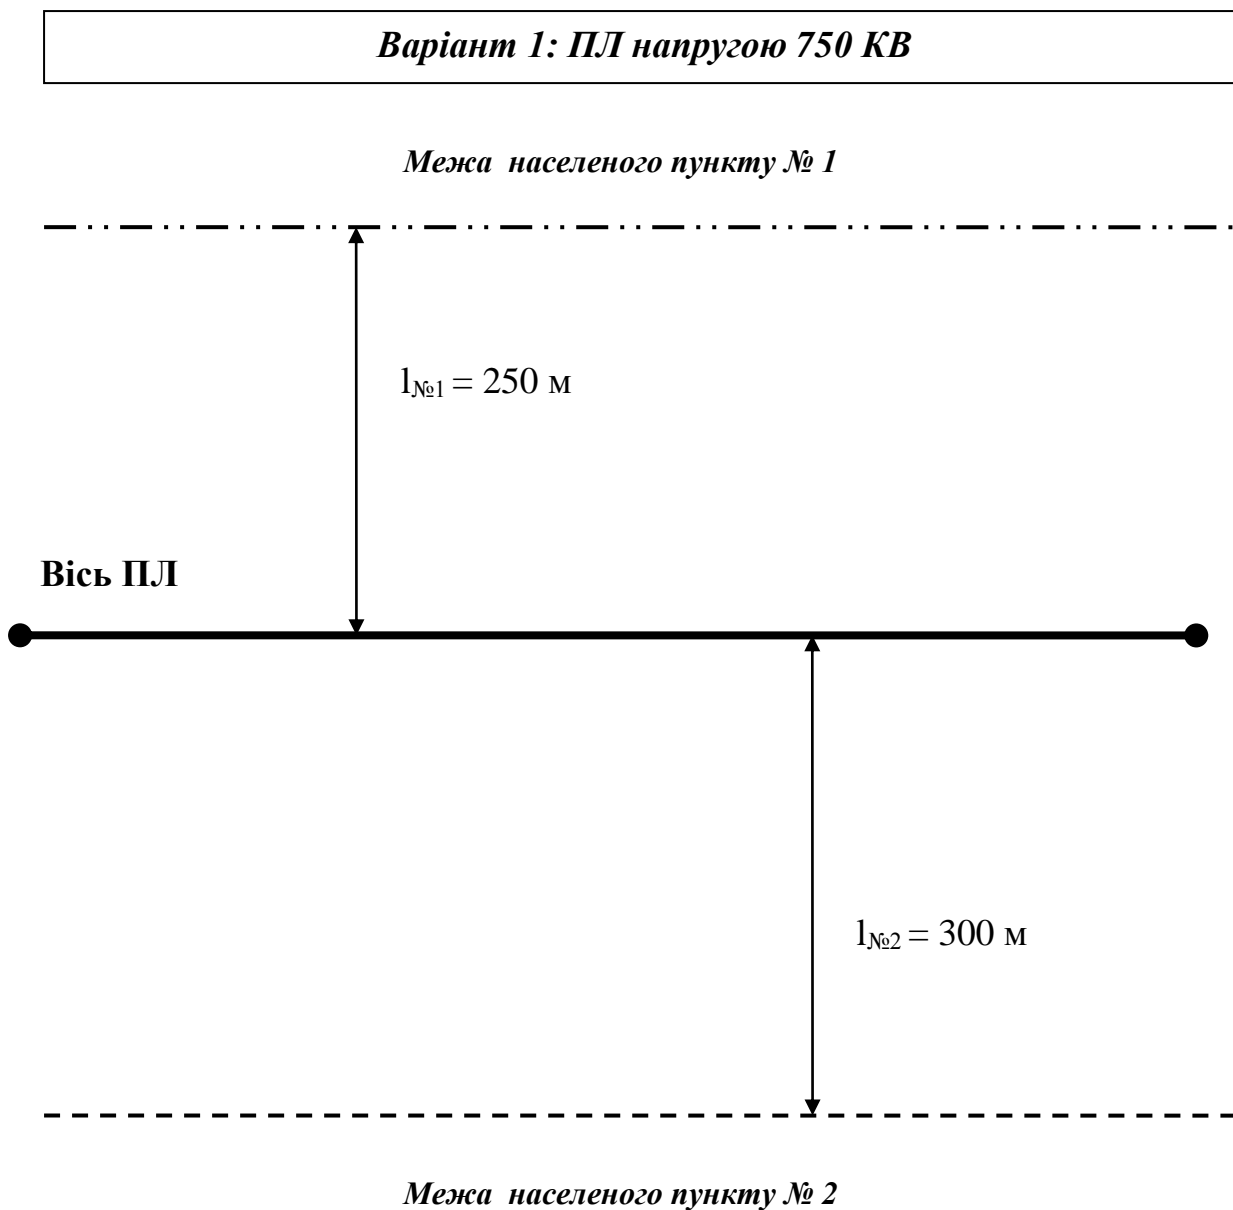 Варіант 1: ПЛ напругою 750 КВ
Межа населеного пункту № 1
l№1 = 250 м
Вісь ПЛ
l№2 = 300 м
Межа населеного пункту № 2